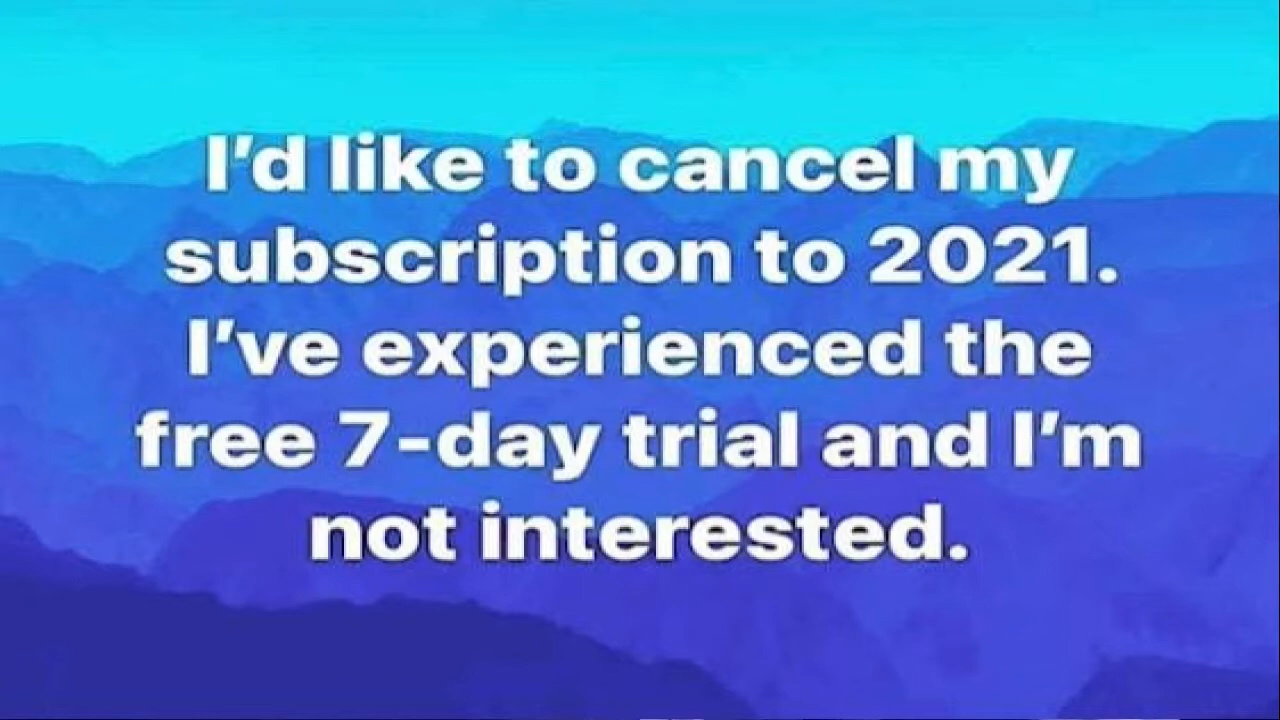 I’d like to cancel my
subscription to 2021.
I’ve experienced the
free 7-day trial and I’m
not interested.